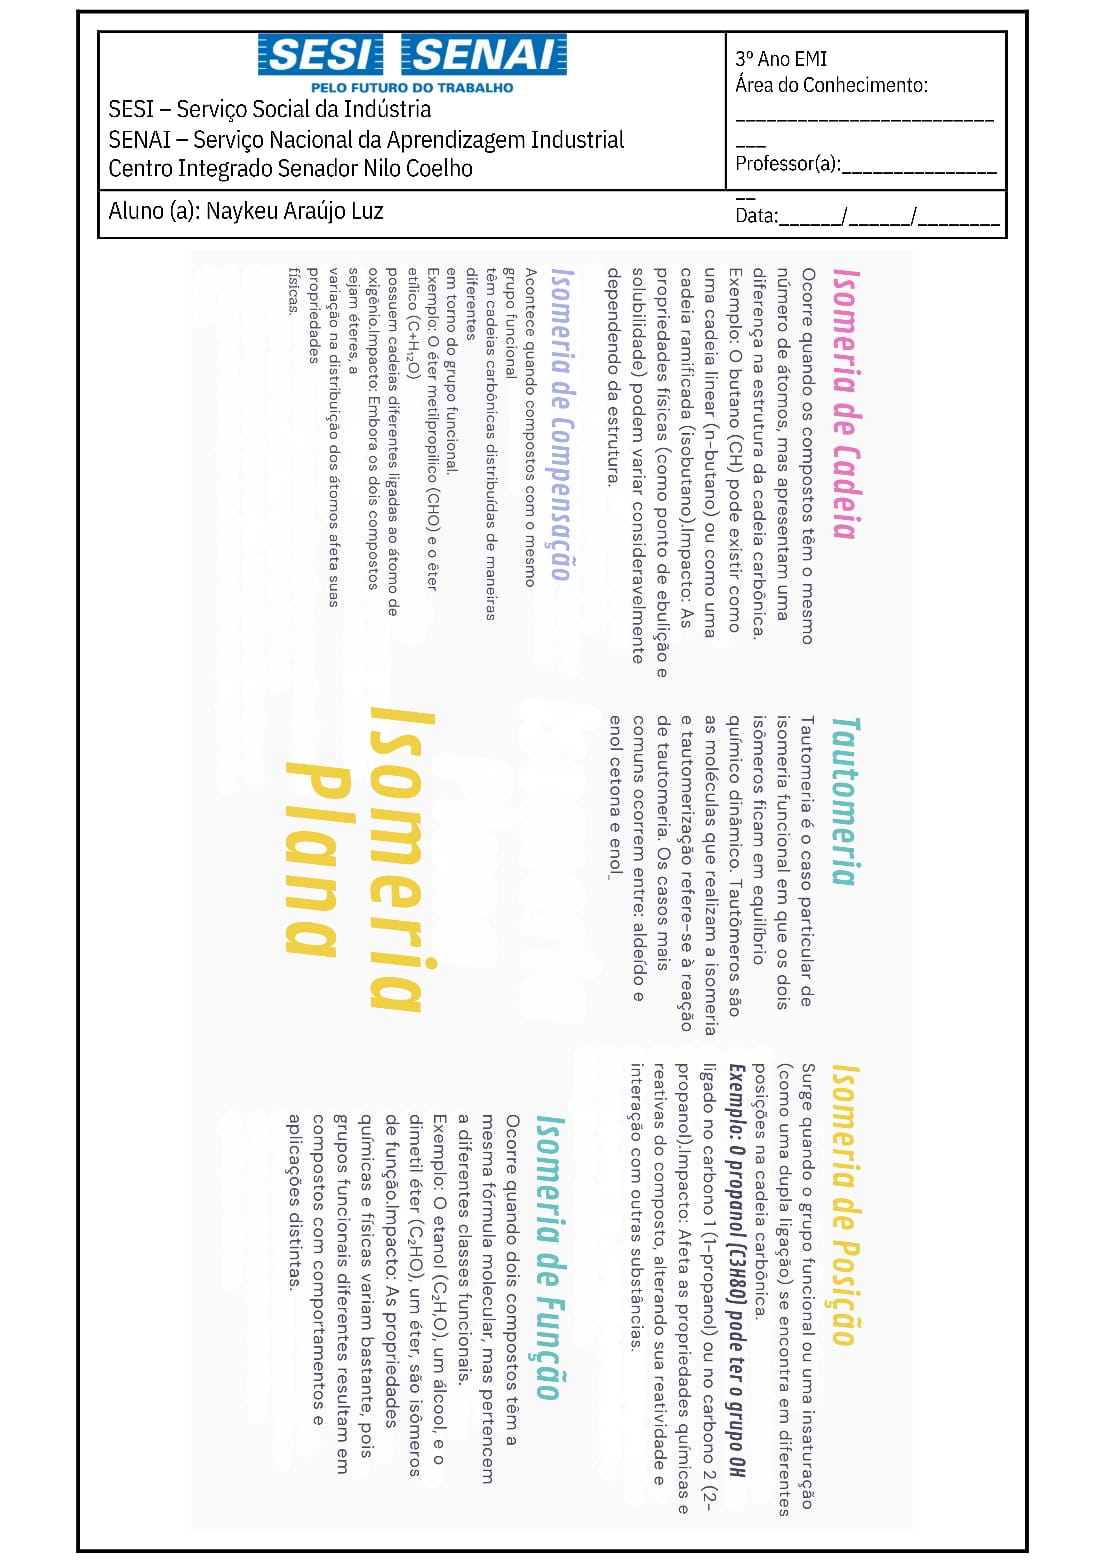 SESI SENAI
PELO FUTURO DO TRABALHO
SESI – Serviço Social da Indústria
SENAI – Serviço Nacional da Aprendizagem Industrial
Centro Integrado Senador Nilo Coelho
3º Ano EMI
Área do Conhecimento:
_________________________
___
Professor(a):_______________
__
Aluno (a): Naykeu Araújo Luz
Data:______/______/________
Isomeria de Cadeia
Ocorre quando os compostos têm o mesmo
número de átomos, mas apresentam uma
diferença na estrutura da cadeia carbônica.
Exemplo: O butano (CH) pode existir como
uma cadeia linear (n-butano) ou como uma
cadeia ramificada (isobutano).Impacto: As
propriedades físicas (como ponto de ebulição e
solubilidade) podem variar consideravelmente
dependendo da estrutura.
Tautomeria
Tautomeria é o caso particular de
isomeria funcional em que os dois
isômeros ficam em equilíbrio
químico dinâmico. Tautômeros são
as moléculas que realizam a isomeria
e tautomerização refere-se à reação
de tautomeria. Os casos mais
comuns ocorrem entre: aldeído e
enol cetona e enol_
Isomeria de Posição
Surge quando o grupo funcional ou uma insaturação
(como uma dupla ligação) se encontra em diferentes
posições na cadeia carbônica.
Exemplo: O propanol (C3H8O) pode ter o grupo OH
ligado no carbono 1 (1-propanol) ou no carbono 2 (2-
propanol).Impacto: Afeta as propriedades químicas e
reativas do composto, alterando sua reatividade e
interação com outras substâncias.
Isomeria de Compensação
Acontece quando compostos com o mesmo
grupo funcional
têm cadeias carbônicas distribuídas de maneiras
diferentes
em torno do grupo funcional.
Exemplo: O éter metilpropílico (CHO) e o éter
etílico (C+H₁₂O)
possuem cadeias diferentes ligadas ao átomo de
oxigênio.Impacto: Embora os dois compostos
sejam éteres, a
variação na distribuição dos átomos afeta suas
propriedades
físicas.
Isomeria
Plana
Isomeria de Função
Ocorre quando dois compostos têm a
mesma fórmula molecular, mas pertencem
a diferentes classes funcionais.
Exemplo: O etanol (C₂H,O), um álcool, e o
dimetil éter (C₂HO), um éter, são isômeros
de função.Impacto: As propriedades
químicas e físicas variam bastante, pois
grupos funcionais diferentes resultam em
compostos com comportamentos e
aplicações distintas.